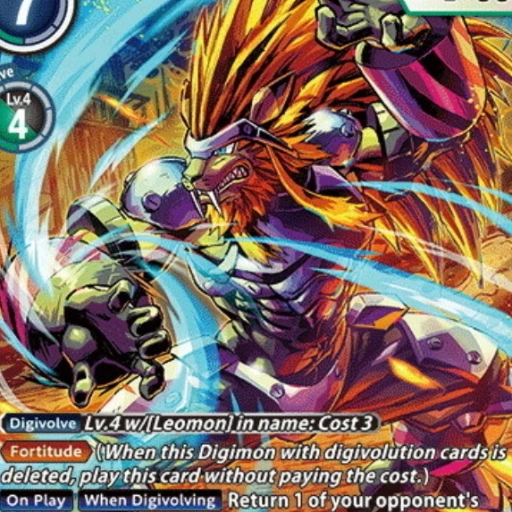 7
ve
Lv.4
4
Digivolve Lv.4 w/[Leomon] in name: Cost 3
Fortitude (When this Digimon with digivolution cards is
deleted, play this card without paying the cost.)
On Play When Digivolving Return 1 of your opponent's